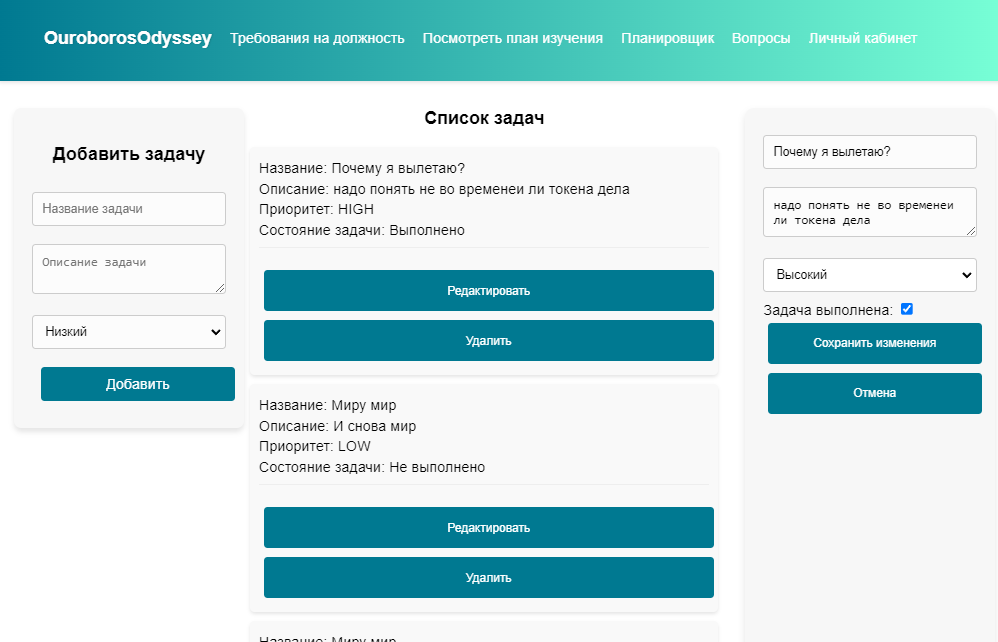 OuroborosOdyssey Требования на должность Посмотреть план изучения Планировщик Вопросы Личный кабинет
Добавить задачу
Название задачи
Описание задачи
Низкий
Добавить
Список задач
Название: Почему я вылетаю?
Описание: надо понять не во временеи ли токена дела
Приоритет: HIGH
Состояние задачи: Выполнено
Редактировать
Удалить
Название: Миру мир
Описание: И снова мир
Приоритет: LOW
Состояние задачи: Не выполнено
Редактировать
Удалить
Название: Миру мир
Почему я вылетаю?
надо понять не во временеи
ли токена дела
Высокий
Задача выполнена:
Сохранить изменения
Отмена